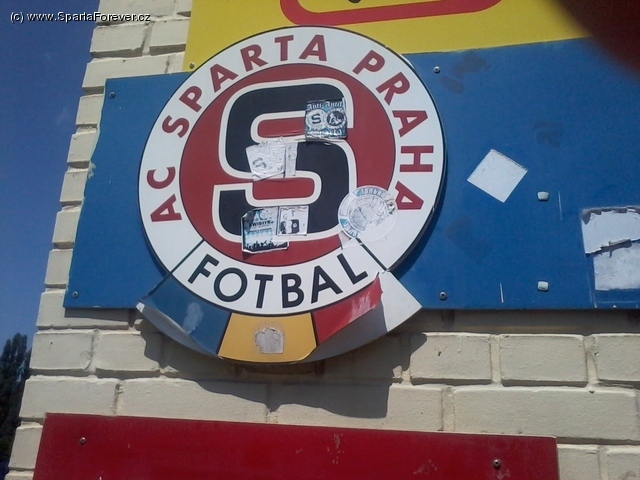 (c) www.SpartaForever.cz
AC SPARTA PRAHA
S
FOTBAL